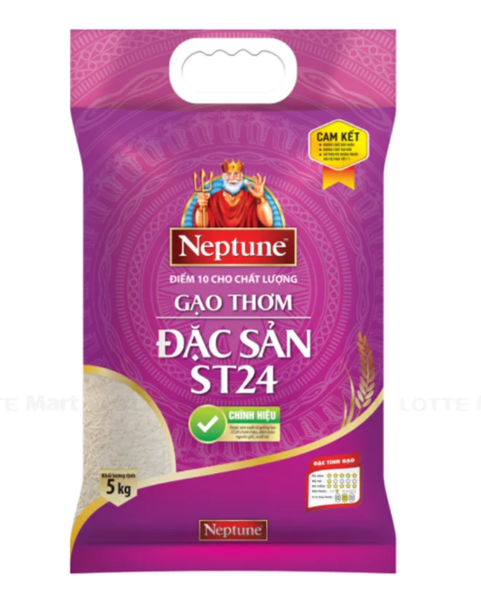 CAM KẾT
Neptune
ĐIỂM 10 CHO CHẤT LƯỢNG
GẠO THƠM
ĐẶC SẢN
ST24
CHÍNH HIỆU
LOTTE Mart
LOTTE
ĐẶC TÍNH GẠO
Khối lượng tịnh
5 kg
Neptune